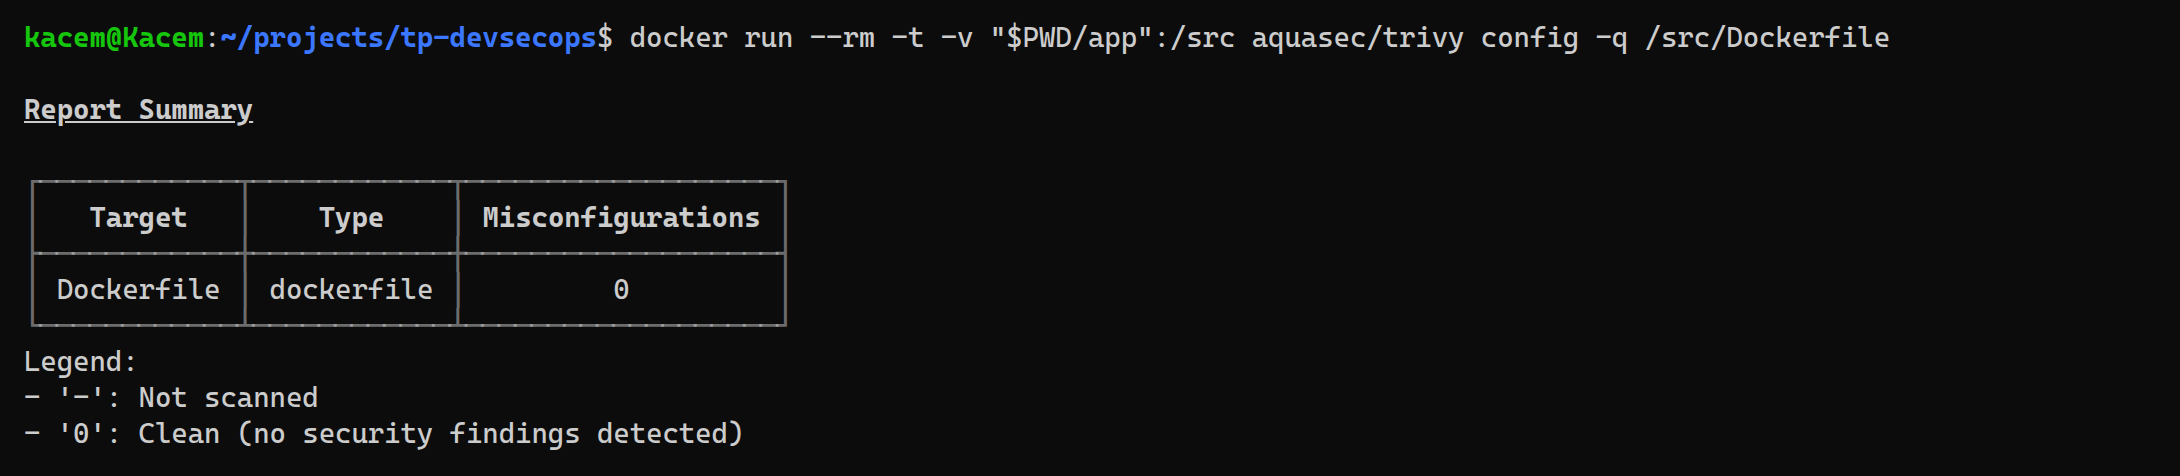 kacem@Kacem:~/projects/tp-devsecops$ docker run --rm -t -v "$PWD/app":/src aquasec/trivy config -q /src/Dockerfile
Report Summary
Target Type Misconfigurations
Dockerfile dockerfile 0
Legend:
- '-': Not scanned
- '0': Clean (no security findings detected)